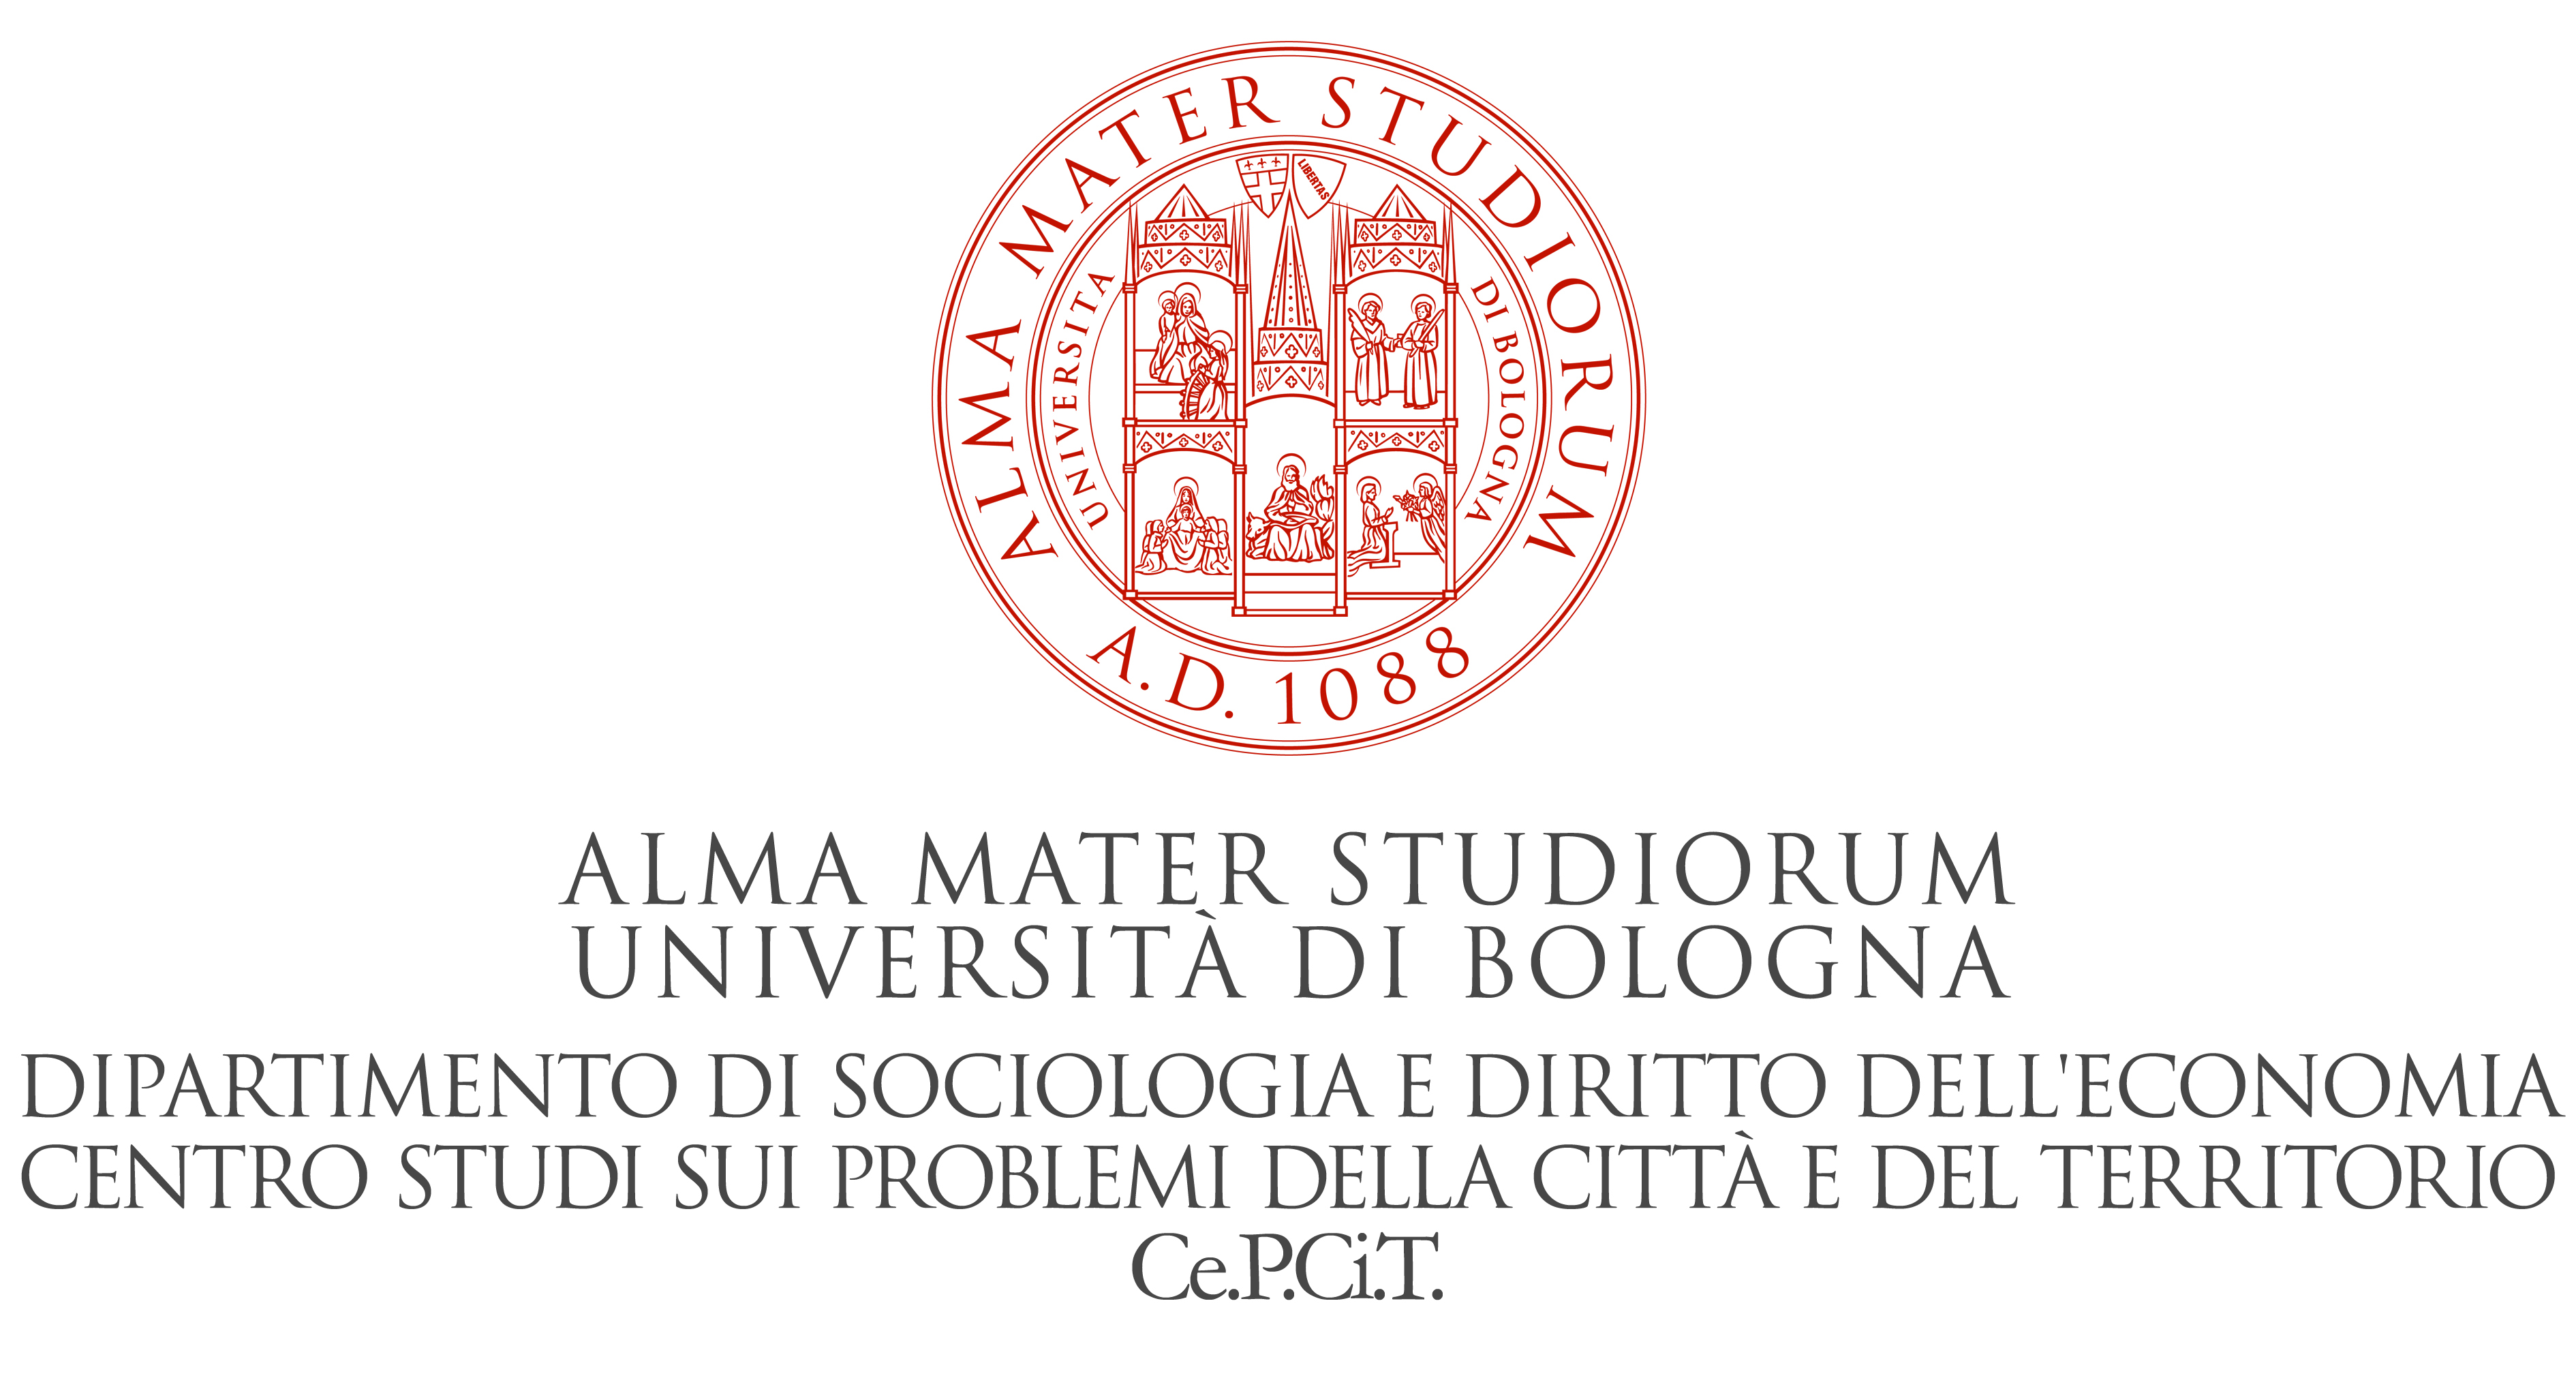 ALMA MATER STUDIORUM
LIBERTAS
UNIVERSITA
DI BOLOGNA
A.D. 1088
ALMA MATER STUDIORUM
UNIVERSITÀ DI BOLOGNA
DIPARTIMENTO DI SOCIOLOGIA E DIRITTO DELL'ECONOMIA
CENTRO STUDI SUI PROBLEMI DELLA CITTÀ E DEL TERRITORIO
Ce.P.Ci.T.